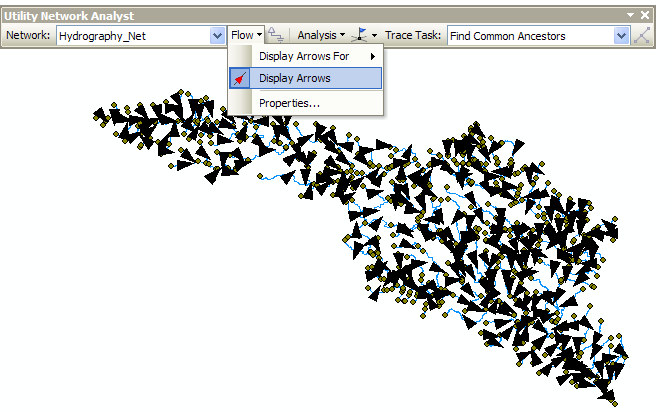 Utility Network Analyst
Network: Hydrography_Net Flow Analysis Trace Task: Find Common Ancestors
Display Arrows For
Display Arrows
Properties...